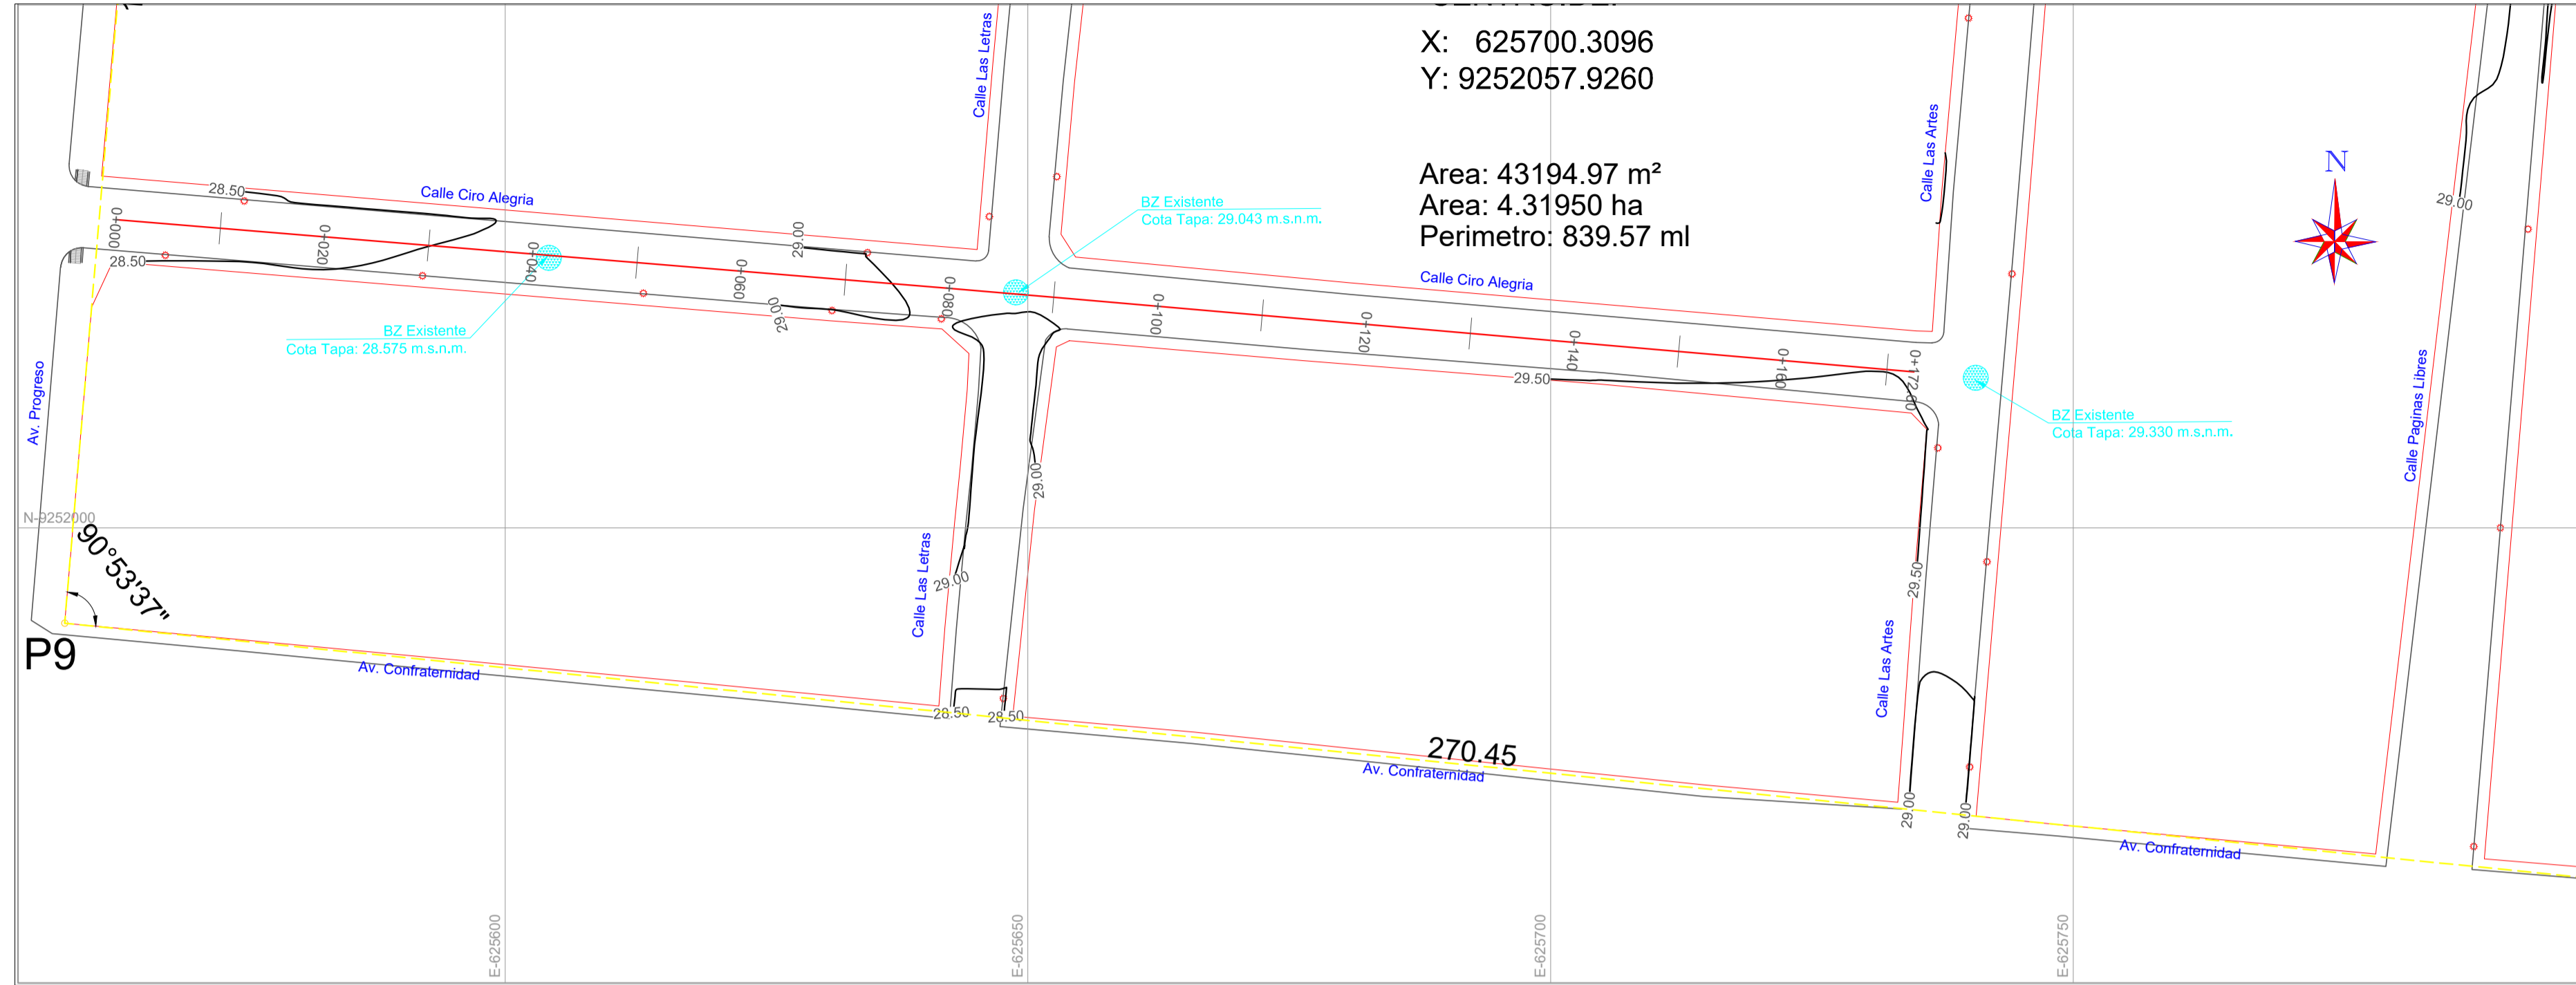 X: 625700.3096
Y: 9252057.9260
Area: 43194.97 m²
Area: 4.31950 ha
Perimetro: 839.57 ml
N
Calle Las Letras
Calle Las Artes
Calle Ciro Alegria
28.50
BZ Existente
Cota Tapa: 29.043 m.s.n.m.
29.00
0+000
0+020
0+040
0+060
0+080
0+100
0+120
0+140
0+160
0+172.60
28.50
29.00
29.00
Calle Ciro Alegria
BZ Existente
Cota Tapa: 28.575 m.s.n.m.
29.50
BZ Existente
Cota Tapa: 29.330 m.s.n.m.
Av. Progreso
Calle Paginas Libres
29.00
N-9252000
90°53'37"
Calle Las Letras
29.00
29.50
Calle Las Artes
P9
Av. Confraternidad
28.50
28.50
270.45
Av. Confraternidad
29.00
29.00
Av. Confraternidad
E-625600
E-625650
E-625700
E-625750